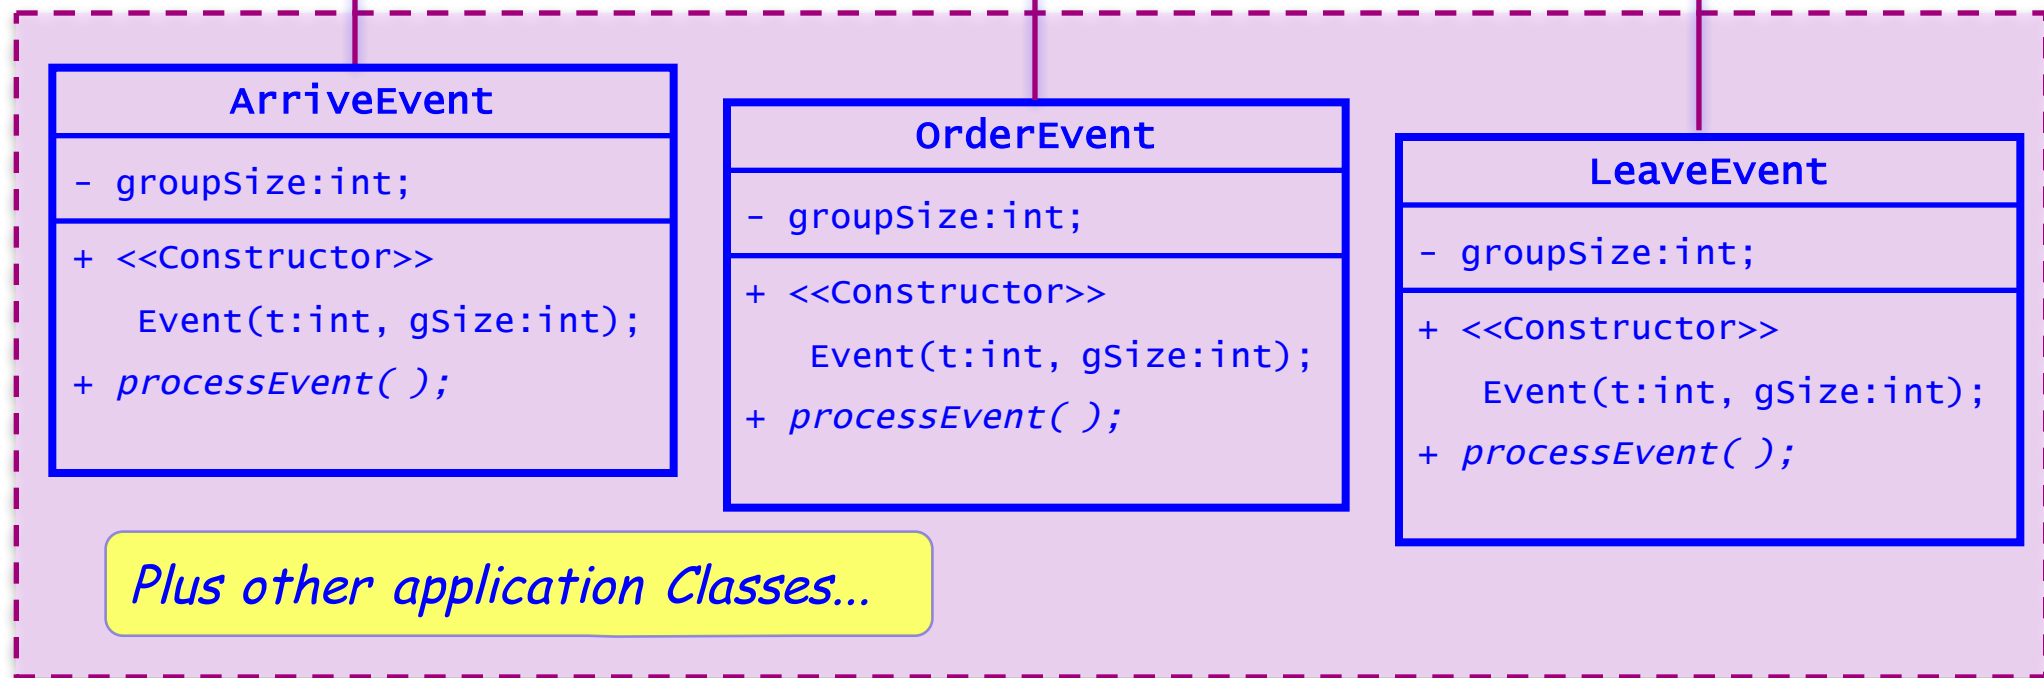 ArriveEvent
- groupSize:int;
+ <<Constructor>>
Event(t:int, gSize:int);
+ processEvent( );
OrderEvent
- groupSize:int;
+ <<Constructor>>
Event(t:int, gSize:int);
+ processEvent( );
LeaveEvent
- groupSize:int;
+ <<Constructor>>
Event(t:int, gSize:int);
+ processEvent( );
Plus other application Classes...